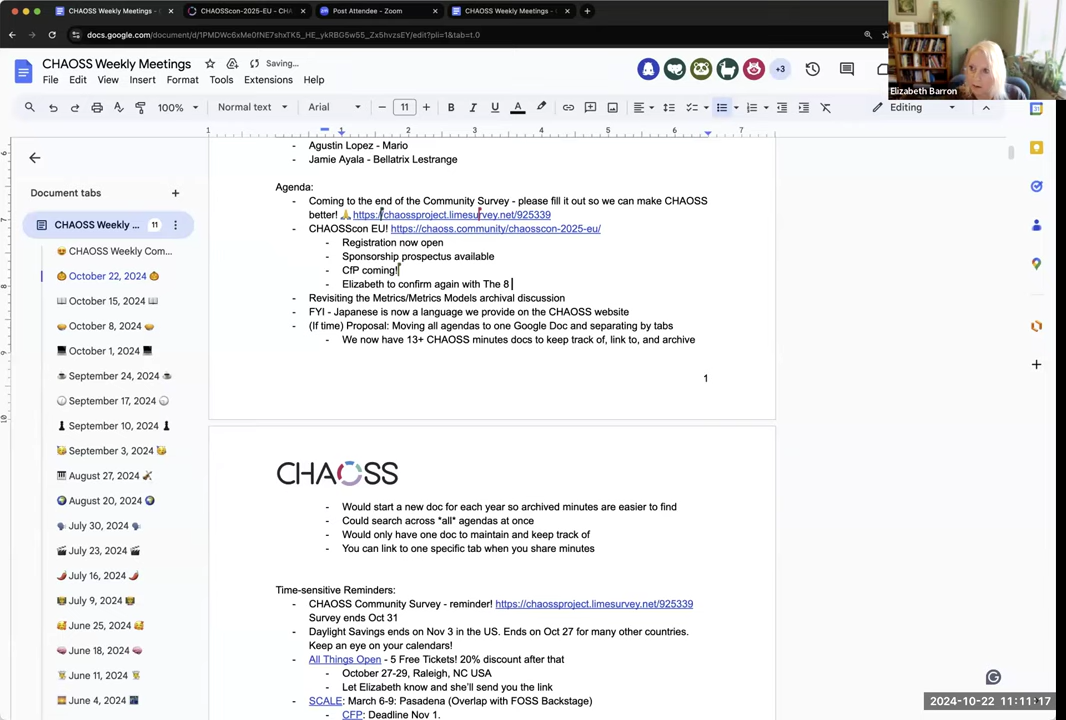 CHAOSS Weekly Meetings -
CHAOSScon-2025-EU - CHA
Post Attendee - Zoom
CHAOSS Weekly Meetings - G
docs.google.com/document/d/1PMDWc6xMe0fNE7shxTK5_HE_ykRBG5w55_Zx5hvzsEY/edit?pli=1&tab=t.0
CHAOSS Weekly Meetings
Saving...
File Edit View Insert Format Tools Extensions Help
+3
Elizabeth Barron
100% Normal text Arial 11 Editing
1 1 2 3 4 5 6 7
Document tabs
CHAOSS Weekly ... 11
CHAOSS Weekly Com...
October 22, 2024
October 15, 2024
October 8, 2024
October 1, 2024
September 24, 2024
September 17, 2024
September 10, 2024
September 3, 2024
August 27, 2024
August 20, 2024
July 30, 2024
July 23, 2024
July 16, 2024
July 9, 2024
June 25, 2024
June 18, 2024
June 11, 2024
June 4, 2024
- Agustin Lopez - Mario
- Jamie Ayala - Bellatrix Lestrange
Agenda:
- Coming to the end of the Community Survey - please fill it out so we can make CHAOSS
better! 🙏 https://chaossproject.limesurvey.net/925339
- CHAOSScon EU! https://chaoss.community/chaosscon-2025-eu/
- Registration now open
- Sponsorship prospectus available
- CfP coming!
- Elizabeth to confirm again with The 8
- Revisiting the Metrics/Metrics Models archival discussion
- FYI - Japanese is now a language we provide on the CHAOSS website
- (If time) Proposal: Moving all agendas to one Google Doc and separating by tabs
- We now have 13+ CHAOSS minutes docs to keep track of, link to, and archive
1
CHAOSS
- Would start a new doc for each year so archived minutes are easier to find
- Could search across *all* agendas at once
- Would only have one doc to maintain and keep track of
- You can link to one specific tab when you share minutes
Time-sensitive Reminders:
- CHAOSS Community Survey - reminder! https://chaossproject.limesurvey.net/925339
Survey ends Oct 31
- Daylight Savings ends on Nov 3 in the US. Ends on Oct 27 for many other countries.
Keep an eye on your calendars!
- All Things Open - 5 Free Tickets! 20% discount after that
- October 27-29, Raleigh, NC USA
- Let Elizabeth know and she'll send you the link
- SCALE: March 6-9: Pasadena (Overlap with FOSS Backstage)
- CFP: Deadline Nov 1.
2024-10-22 11:11:17